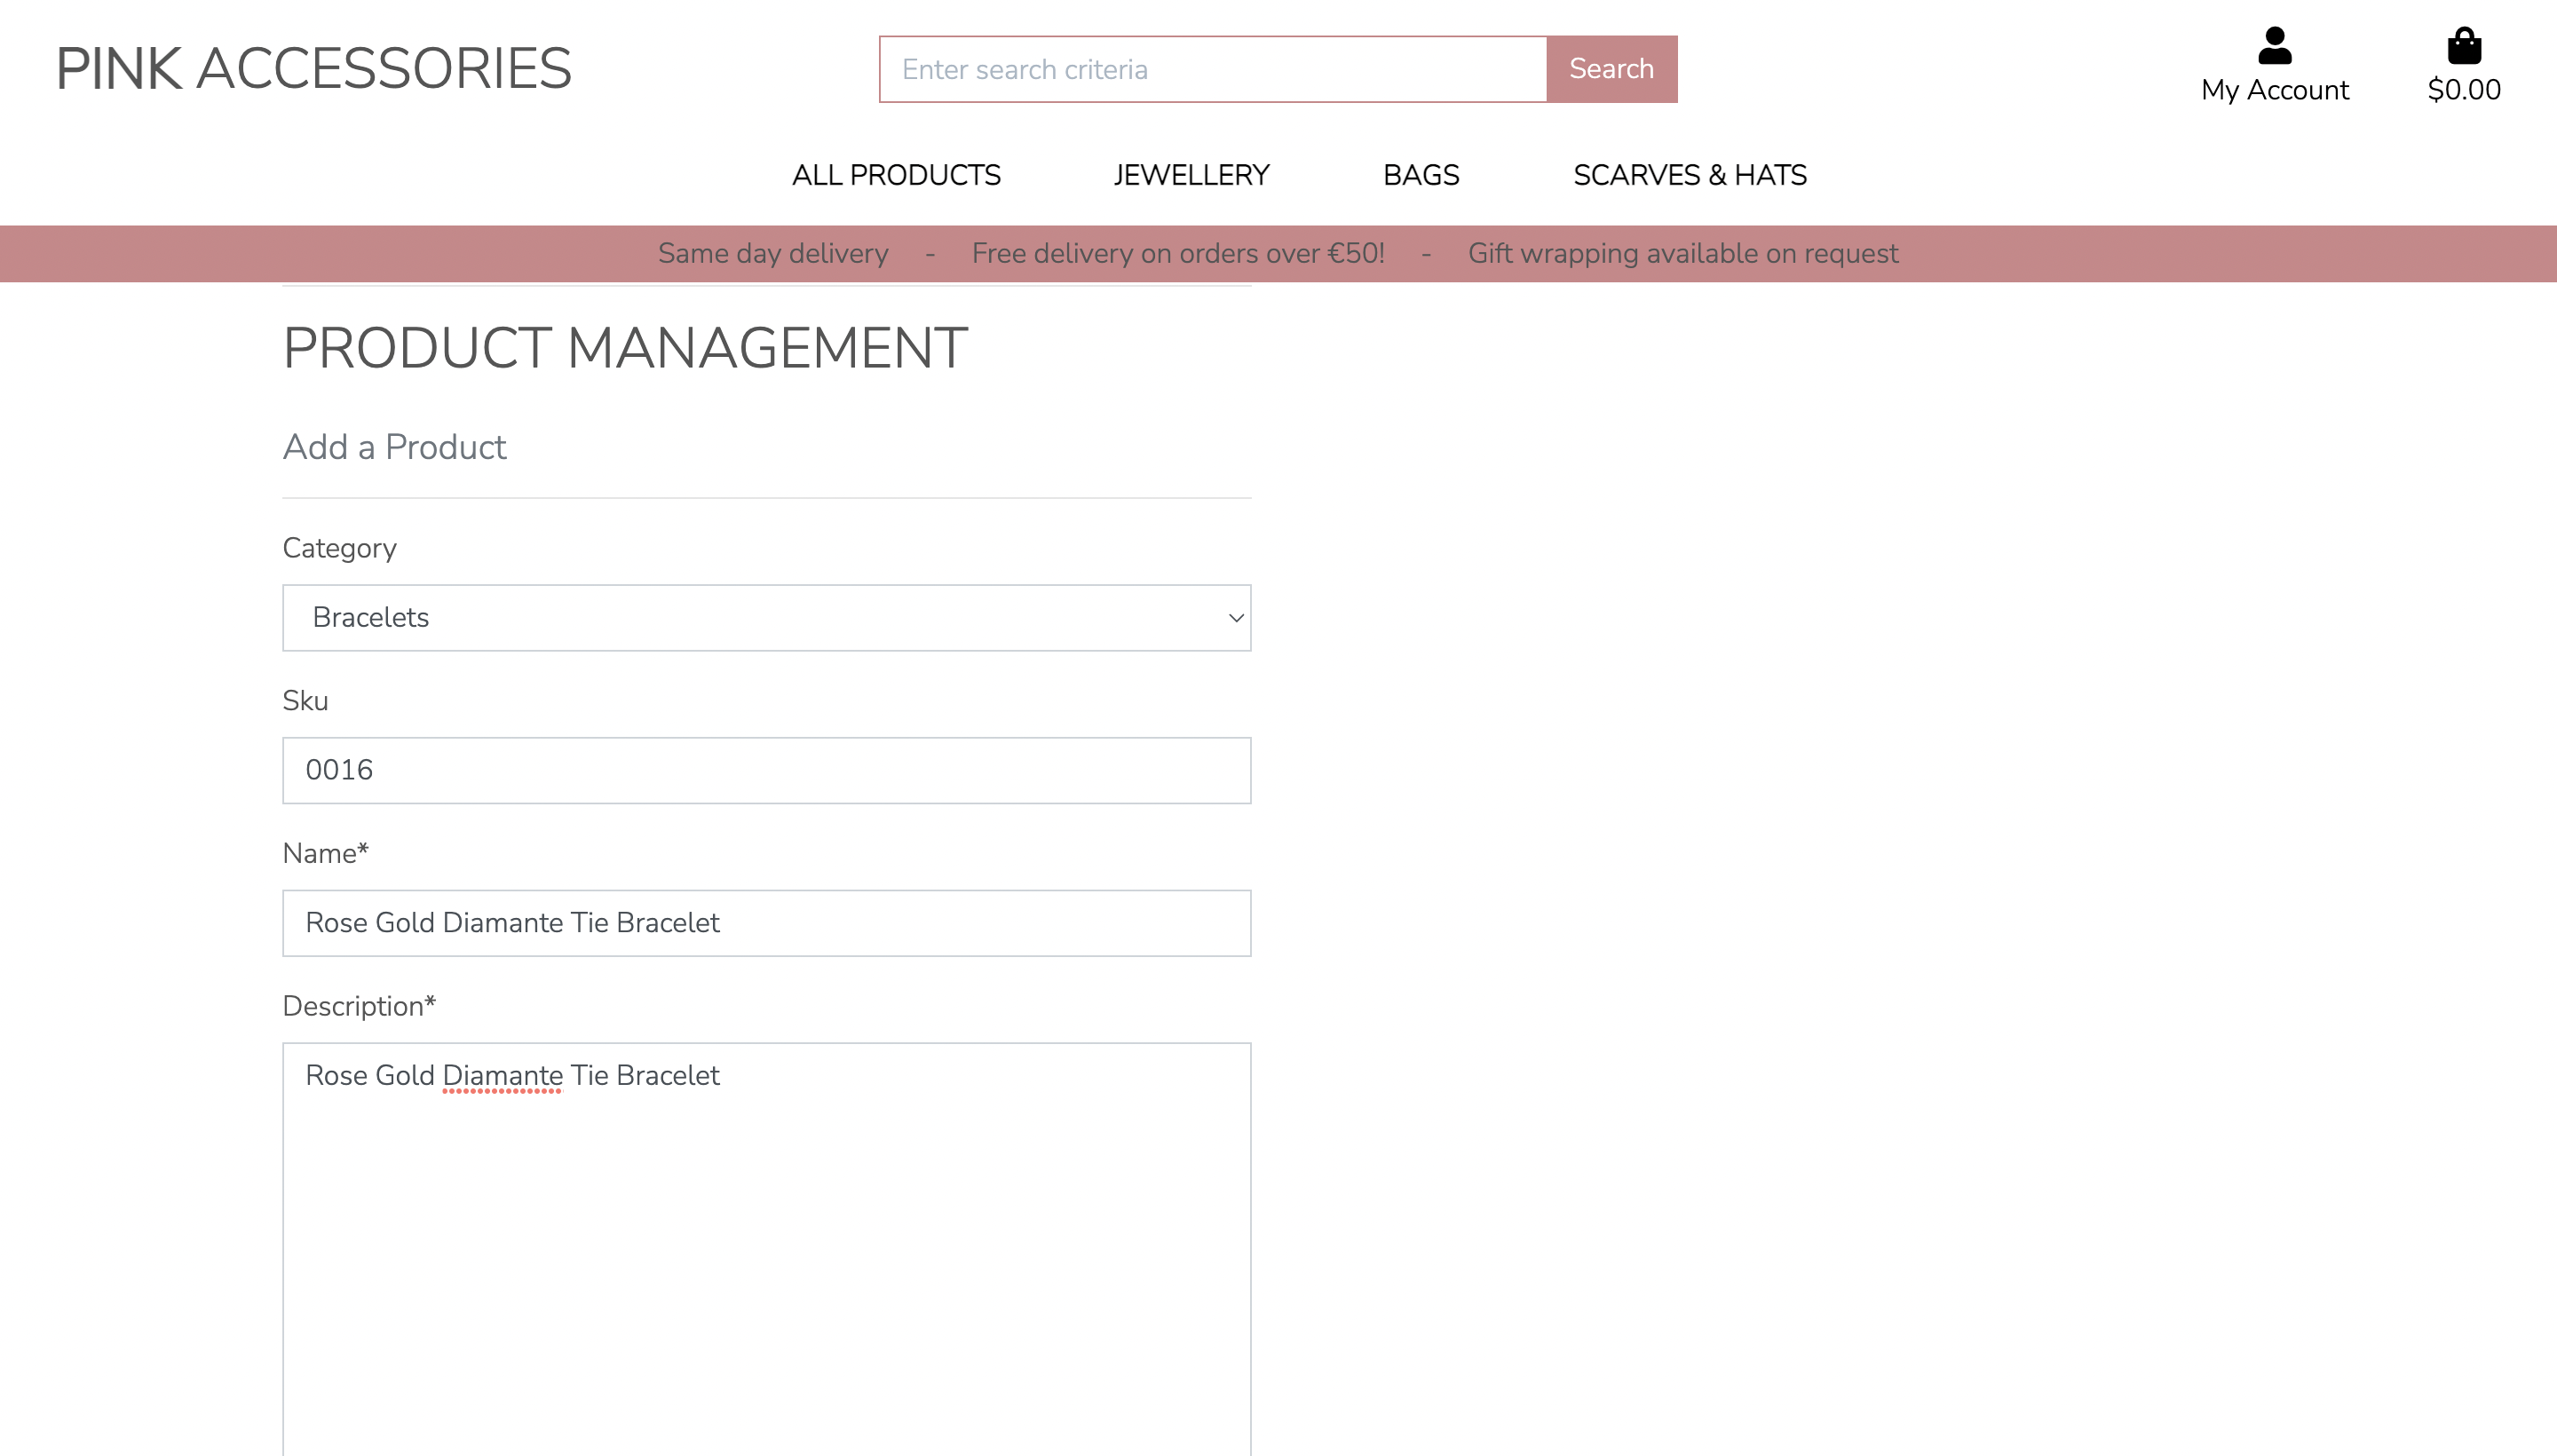 PINK ACCESSORIES
Enter search criteria
Search
My Account
$0.00
ALL PRODUCTS JEWELLERY BAGS SCARVES & HATS
Same day delivery - Free delivery on orders over €50! - Gift wrapping available on request
PRODUCT MANAGEMENT
Add a Product
Category
Bracelets
Sku
0016
Name*
Rose Gold Diamante Tie Bracelet
Description*
Rose Gold Diamante Tie Bracelet